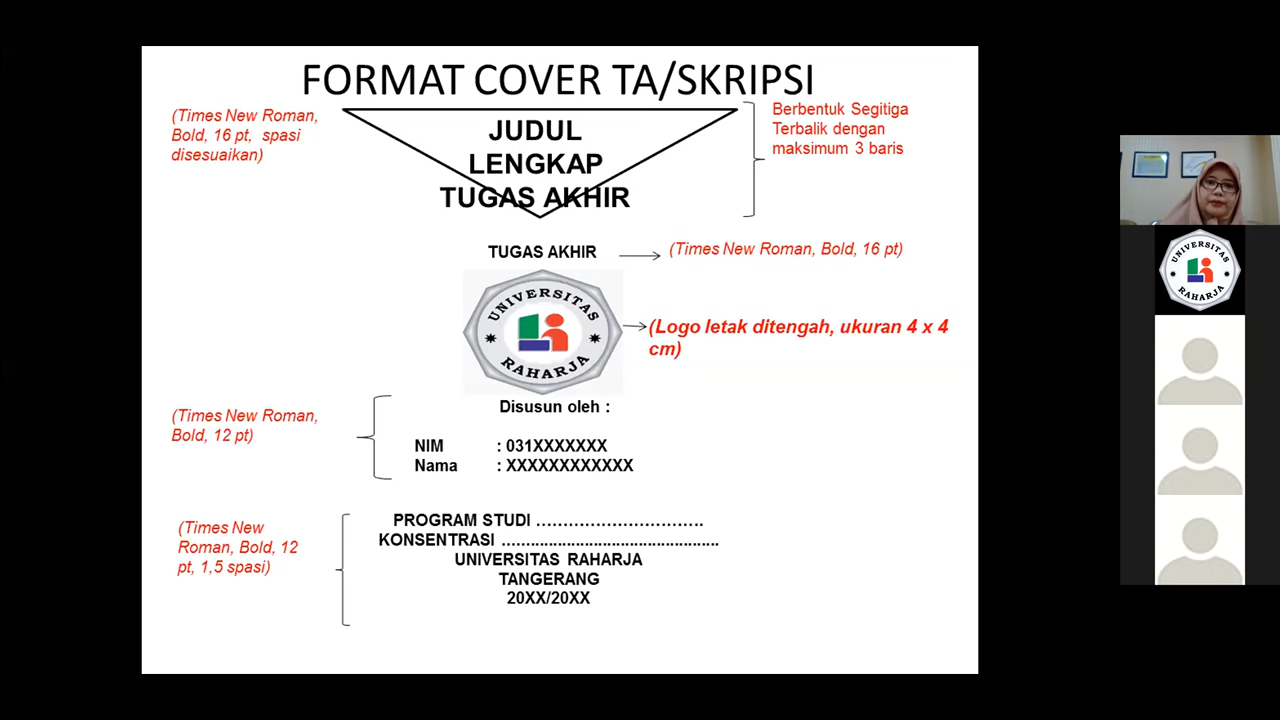 FORMAT COVER TA/SKRIPSI
(Times New Roman,
Bold, 16 pt, spasi
disesuaikan)
JUDUL
LENGKAP
TUGAS AKHIR
Berbentuk Segitiga
Terbalik dengan
maksimum 3 baris
TUGAS AKHIR
(Times New Roman, Bold, 16 pt)
UNIVERSITAS
RAHARJA
(Logo letak ditengah, ukuran 4 x 4
cm)
Disusun oleh :
(Times New Roman,
Bold, 12 pt)
NIM : 031XXXXXXX
Nama : XXXXXXXXXXXX
(Times New
Roman, Bold, 12
pt, 1,5 spasi)
PROGRAM STUDI ................................
KONSENTRASI ................................................
UNIVERSITAS RAHARJA
TANGERANG
20XX/20XX
UNIVERSITAS
RAHARJA